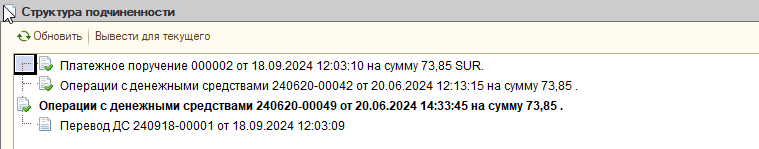 Структура подчиненности
Обновить Вывести для текущего
Платежное поручение 000002 от 18.09.2024 12:03:10 на сумму 73,85 SUR.
Операции с денежными средствами 240620-00042 от 20.06.2024 12:13:15 на сумму 73,85 .
Операции с денежными средствами 240620-00049 от 20.06.2024 14:33:45 на сумму 73,85 .
Перевод ДС 240918-00001 от 18.09.2024 12:03:09